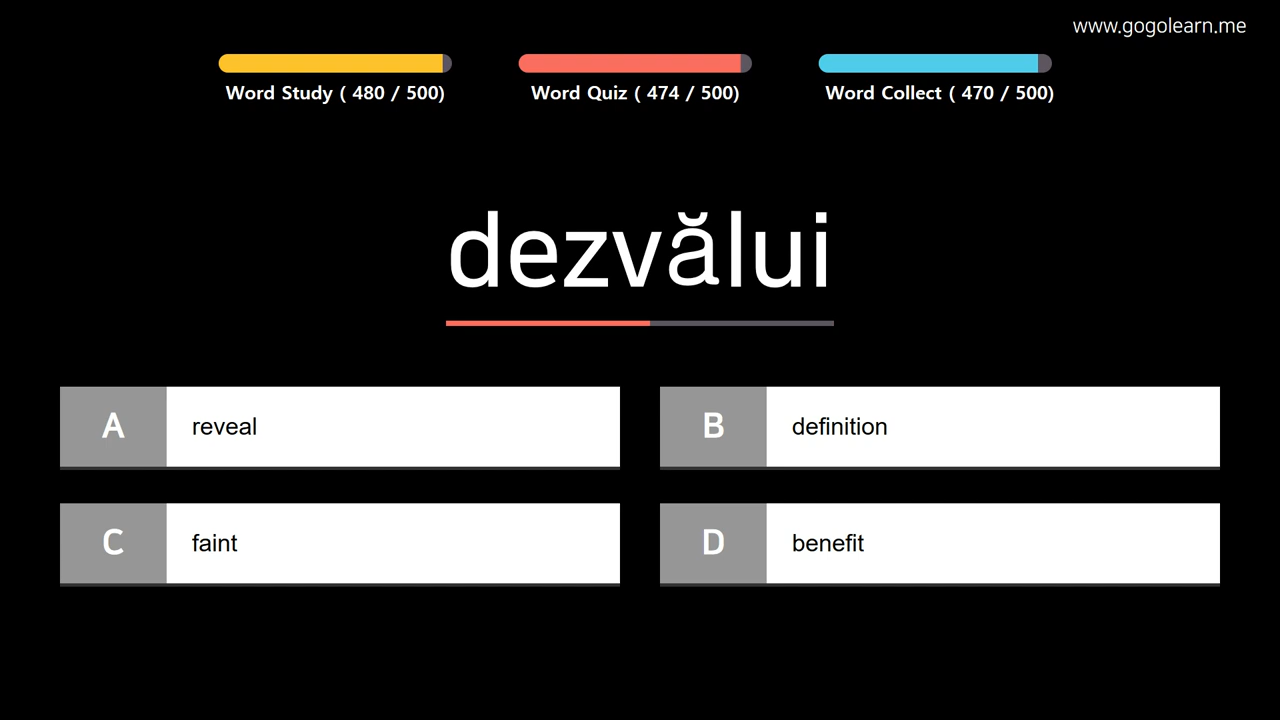 www.gogolearn.me
Word Study ( 480 / 500)
Word Quiz ( 474 / 500)
Word Collect ( 470 / 500)
dezvălui
A reveal
B definition
C faint
D benefit